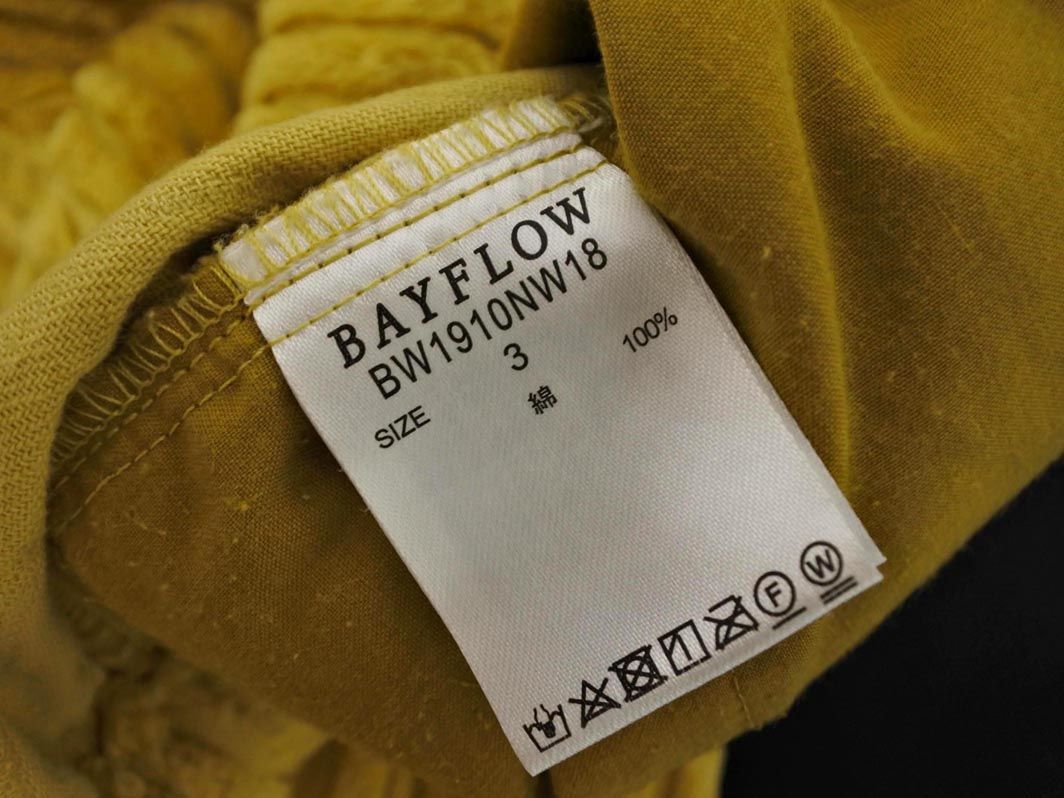 BAYFLOW
BW1910NW18
SIZE 3
綿 100%
F W